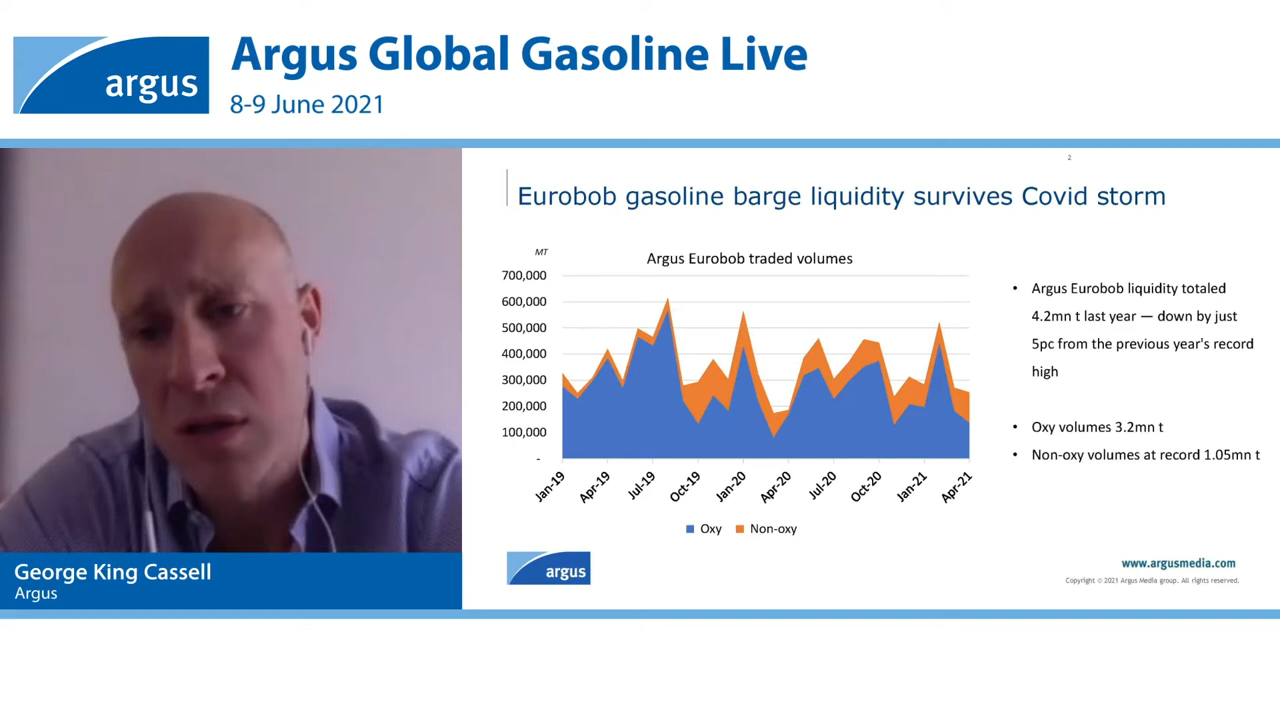 argus
Argus Global Gasoline Live
8-9 June 2021
2
Eurobob gasoline barge liquidity survives Covid storm
MT
Argus Eurobob traded volumes
700,000
600,000
500,000
400,000
300,000
200,000
100,000
-
Jan-19
Apr-19
Jul-19
Oct-19
Jan-20
Apr-20
Jul-20
Oct-20
Jan-21
Apr-21
Oxy
Non-oxy
• Argus Eurobob liquidity totaled
4.2mn t last year — down by just
5pc from the previous year's record
high
• Oxy volumes 3.2mn t
• Non-oxy volumes at record 1.05mn t
argus
www.argusmedia.com
Copyright © 2021 Argus Media group. All rights reserved.
George King Cassell
Argus